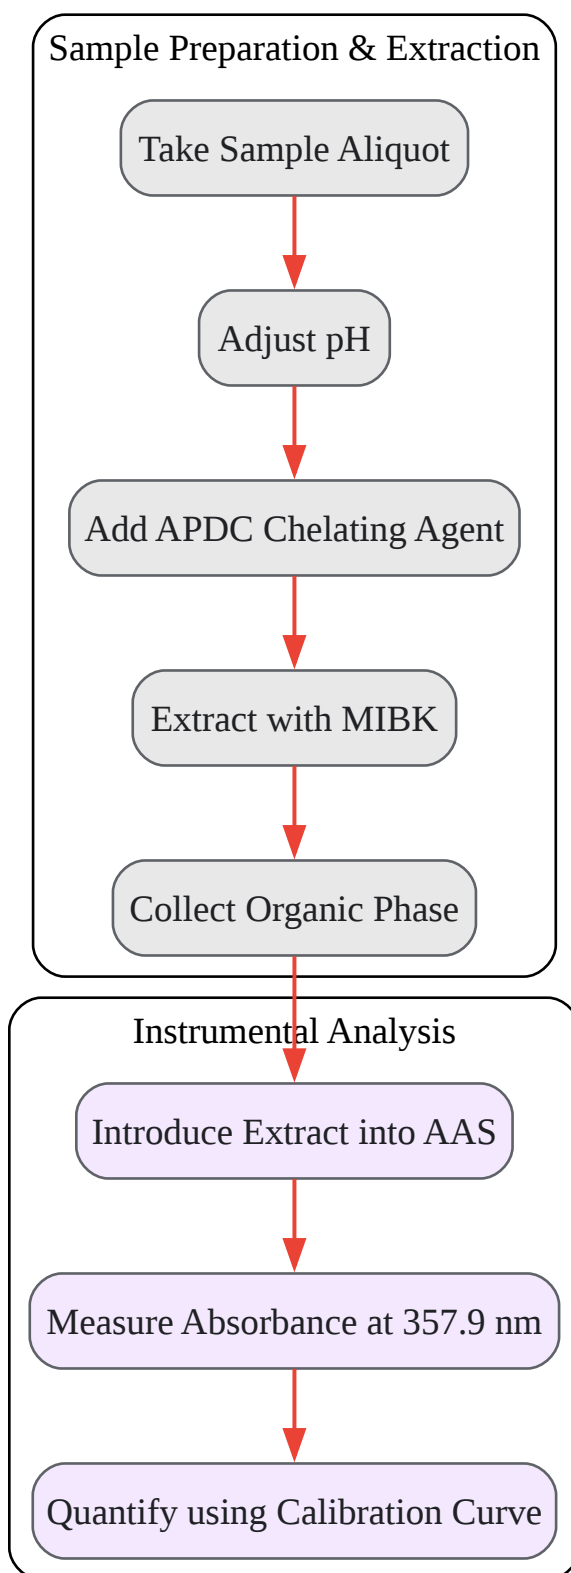 Sample Preparation & Extraction
Take Sample Aliquot
Adjust pH
Add APDC Chelating Agent
Extract with MIBK
Collect Organic Phase
Instrumental Analysis
Introduce Extract into AAS
Measure Absorbance at 357.9 nm
Quantify using Calibration Curve